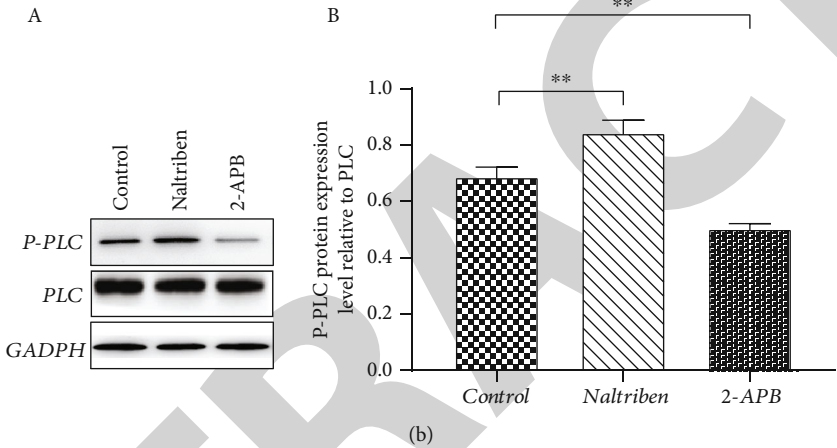 A
Control
Naltriben
2-APB
P-PLC
PLC
GADPH
B
**
**
P-PLC protein expression
level relative to PLC
1.0
0.8
0.6
0.4
0.2
0.0
Control
Naltriben
2-APB
(b)